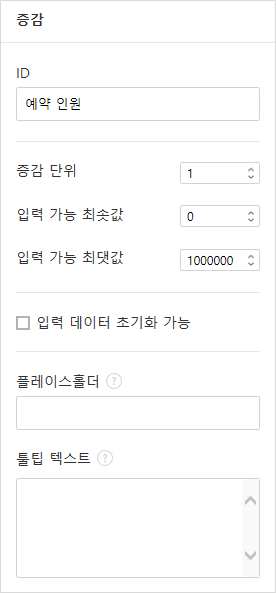 증감
ID
예약 인원
증감 단위 1
입력 가능 최솟값 0
입력 가능 최댓값 1000000
입력 데이터 초기화 가능
플레이스홀더 ?
툴팁 텍스트 ?